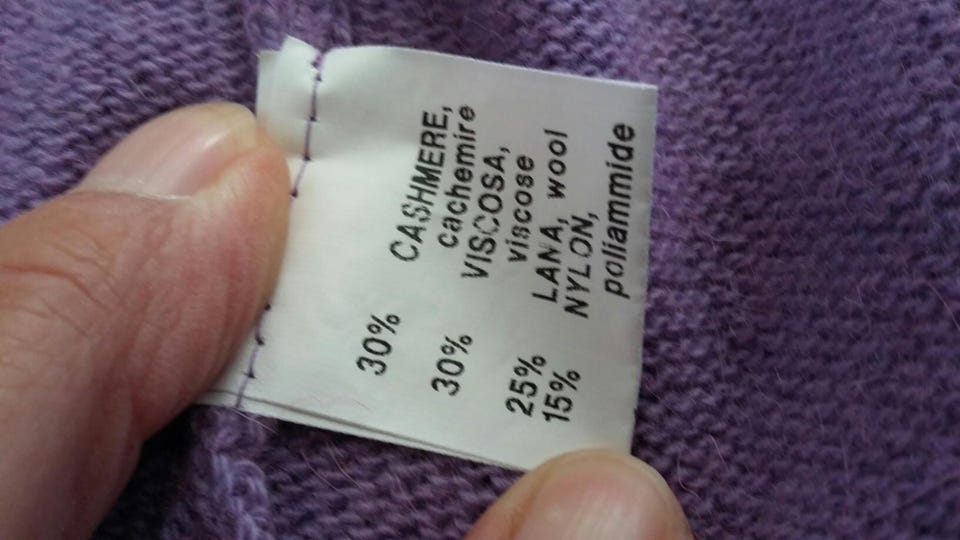 30% CASHMERE,
cachemire
30% VISCOSA,
viscose
25% LANA, wool
15% NYLON,
poliammide